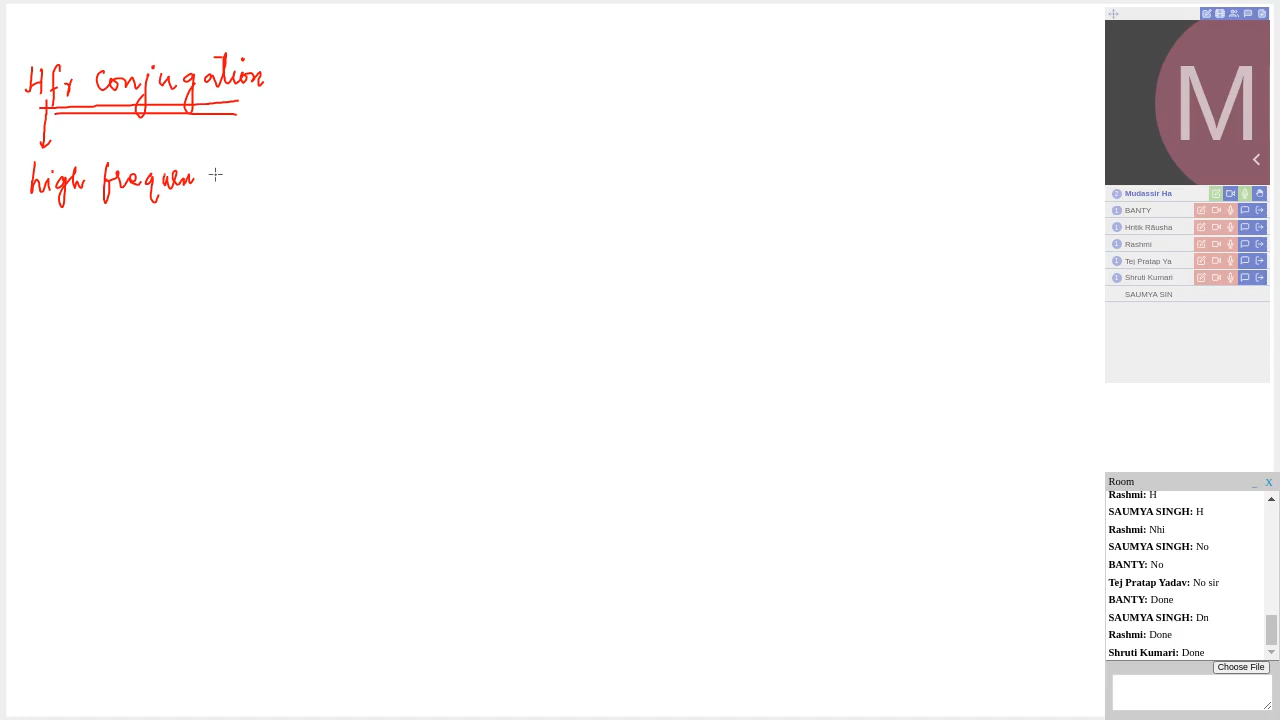 Hfr conjugation
high frequen
M
Mudassir Ha
BANTY
Hritik Räusha
Rashmi
Tej Pratap Ya
Shruti Kumari
SAUMYA SIN
Room _ X
Rashmi: H
SAUMYA SINGH: H
Rashmi: Nhi
SAUMYA SINGH: No
BANTY: No
Tej Pratap Yadav: No sir
BANTY: Done
SAUMYA SINGH: Dn
Rashmi: Done
Shruti Kumari: Done
Choose File